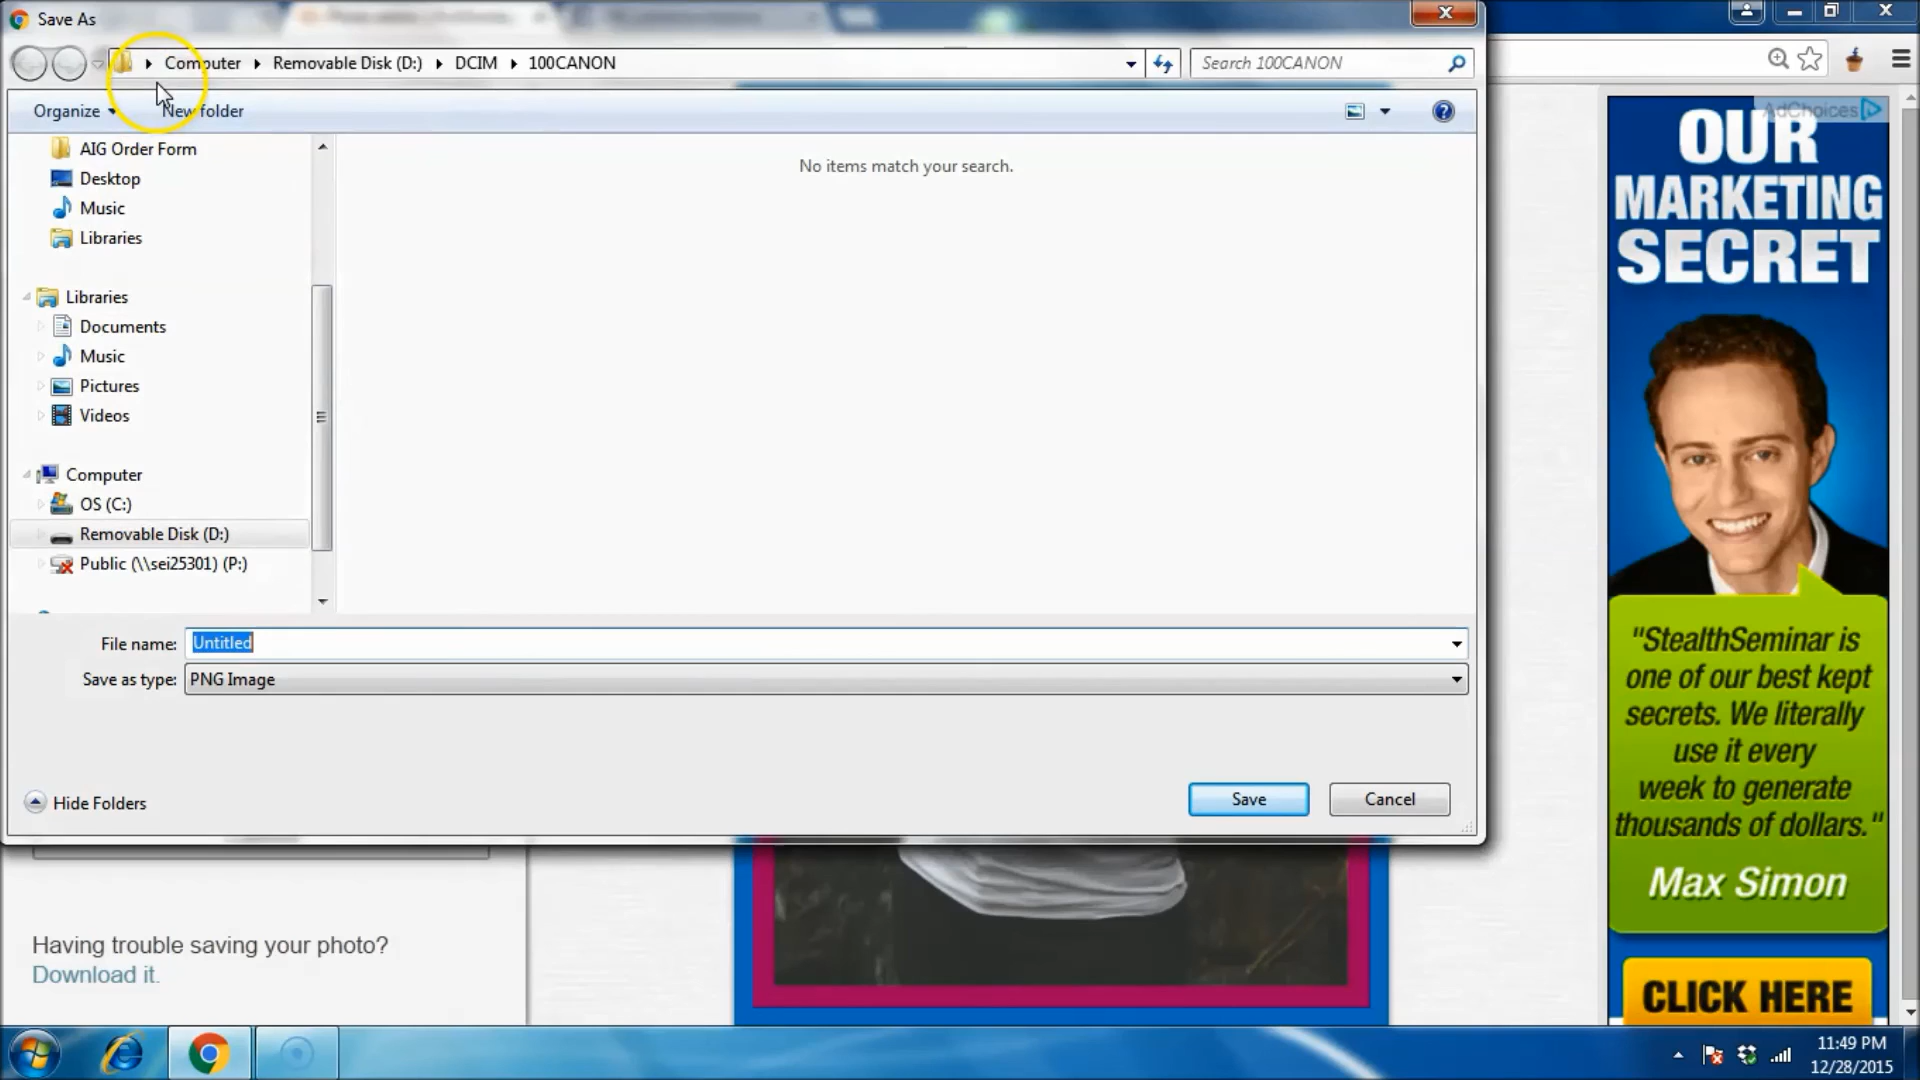 Save As
Computer
Removable Disk (D:)
DCIM
100CANON
Search 100CANON
Organize
New folder
AIG Order Form
Desktop
Music
Libraries
Libraries
Documents
Music
Pictures
Videos
Computer
OS (C:)
Removable Disk (D:)
Public (\\sei25301) (P:)
No items match your search.
File name:
Untitled
Save as type:
PNG Image
Hide Folders
Save
Cancel
Having trouble saving your photo?
Download it.
AdChoices
OUR
MARKETING
SECRET
"StealthSeminar is
one of our best kept
secrets. We literally
use it every
week to generate
thousands of dollars."
Max Simon
CLICK HERE
11:49 PM
12/28/2015